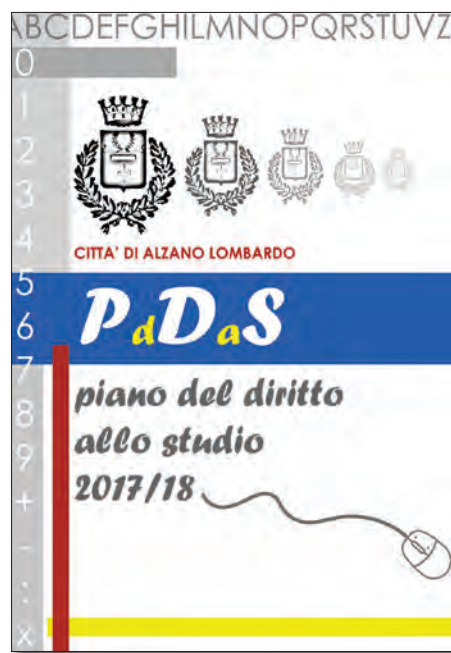 ABCDEFGHILMNOPQRSTUVZ
0
1
2
3
4
CITTA' DI ALZANO LOMBARDO
5
6
PdDaS
7
piano del diritto
8
allo studio
9
2017/18
+
-
:
x